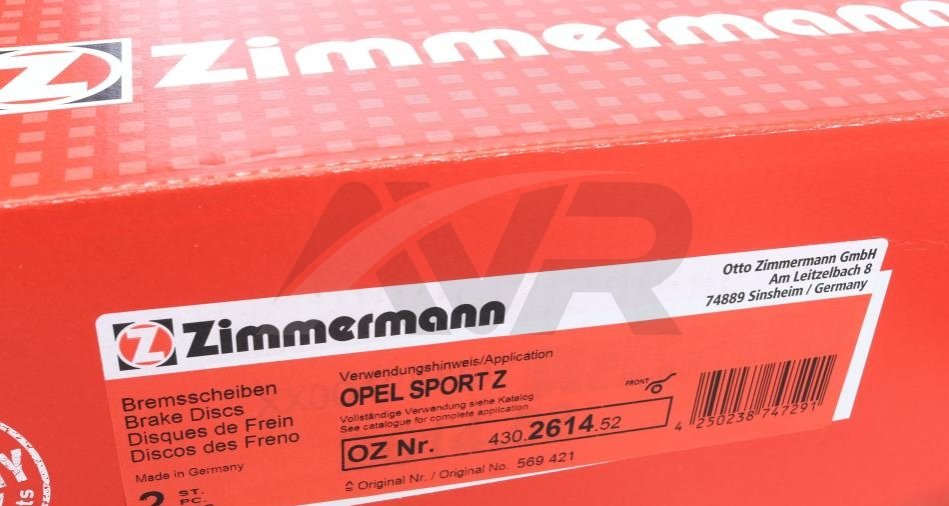 Z Zimmermann
AVR
Otto Zimmermann GmbH
Am Leitzelbach 8
74889 Sinsheim / Germany
Z Zimmermann
Bremsscheiben
Brake Discs
Disques de Frein
Discos des Freno
Made in Germany
2 ST.
PC.
Verwendungshinweis/Application
OPEL SPORT Z
Vollständige Verwendung siehe Katalog
See catalogue for complete application
OZ Nr. 430.2614.52
≙ Original Nr. / Original No. 569 421
FRONT
4 250238 747291